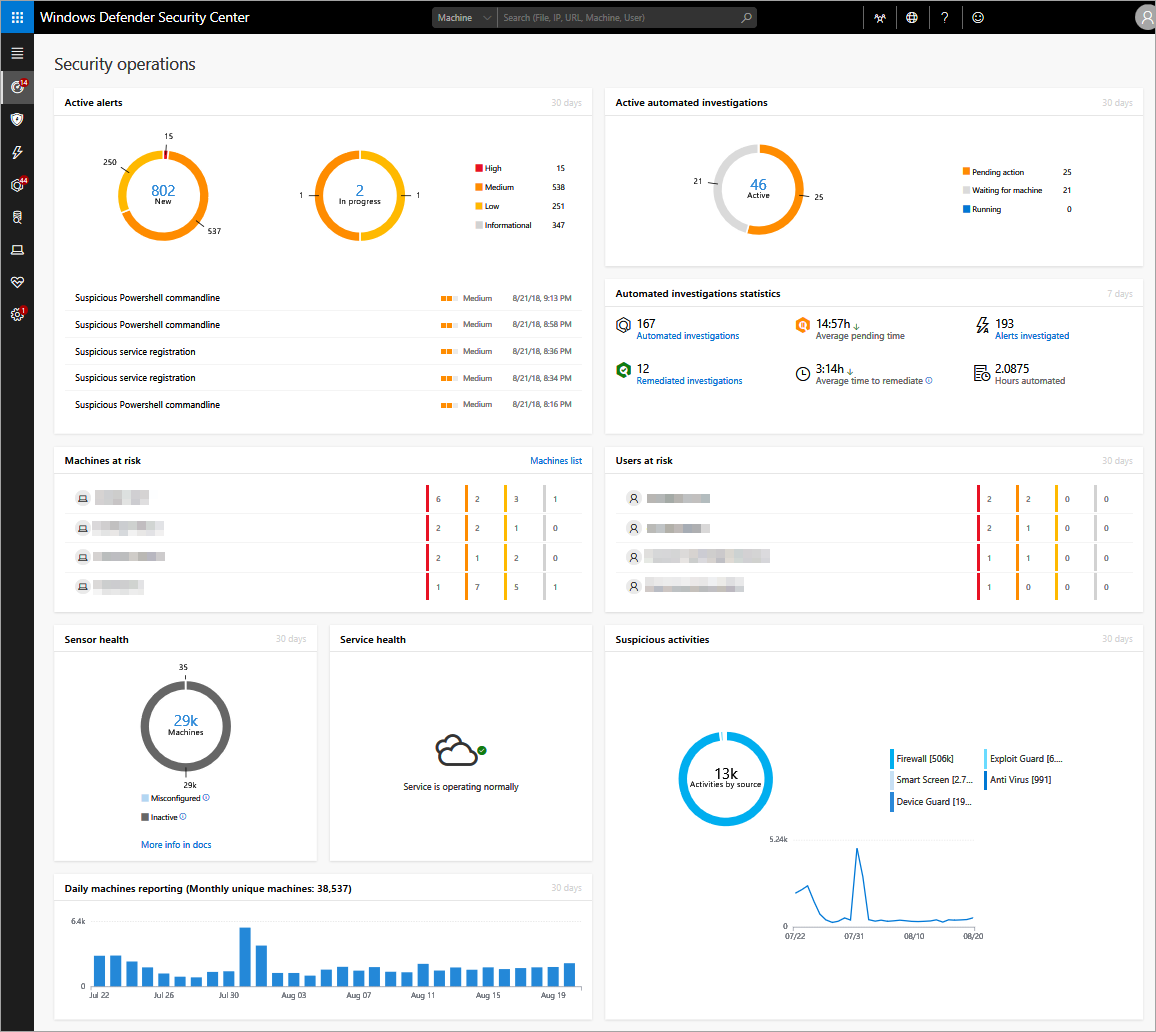 Windows Defender Security Center
Machine
Search (File, IP, URL, Machine, User)
?
14
44
1
Security operations
Active alerts
30 days
15
250
802
New
537
1
2
In progress
1
High 15
Medium 538
Low 251
Informational 347
Suspicious Powershell commandline Medium 8/21/18, 9:13 PM
Suspicious Powershell commandline Medium 8/21/18, 8:58 PM
Suspicious service registration Medium 8/21/18, 8:36 PM
Suspicious service registration Medium 8/21/18, 8:34 PM
Suspicious Powershell commandline Medium 8/21/18, 8:16 PM
Active automated investigations
30 days
21
46
Active
25
Pending action 25
Waiting for machine 21
Running 0
Automated investigations statistics
7 days
167
Automated investigations
14:57h
Average pending time
193
Alerts investigated
12
Remediated investigations
3:14h
Average time to remediate
2.0875
Hours automated
Machines at risk
Machines list
6 2 3 1
2 2 1 0
2 1 2 0
1 7 5 1
Users at risk
30 days
2 2 0 0
2 1 0 0
1 1 0 0
1 0 0 0
Sensor health
30 days
35
29k
Machines
29k
Misconfigured
Inactive
More info in docs
Service health
Service is operating normally
Suspicious activities
30 days
13k
Activities by source
Firewall [506k]
Exploit Guard [6....
Smart Screen [2.7...
Anti Virus [991]
Device Guard [19...
5.24k
0
07/22 07/31 08/10 08/20
Daily machines reporting (Monthly unique machines: 38,537)
30 days
6.4k
0
Jul 22 Jul 26 Jul 30 Aug 03 Aug 07 Aug 11 Aug 15 Aug 19